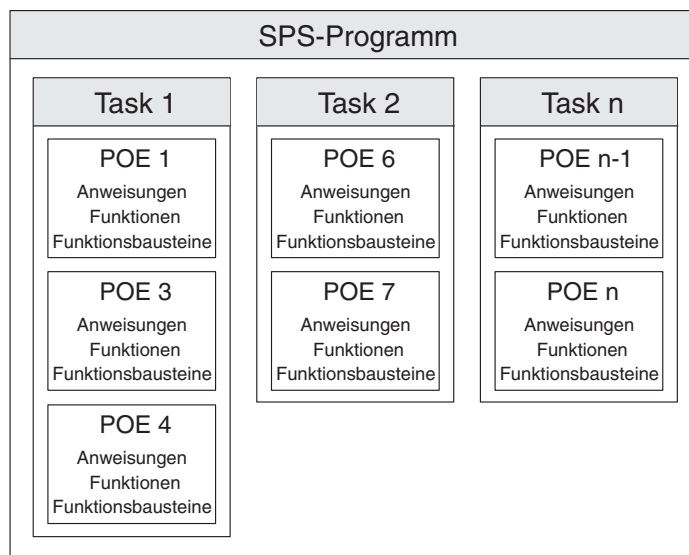 SPS-Programm
Task 1
POE 1
Anweisungen
Funktionen
Funktionsbausteine
POE 3
Anweisungen
Funktionen
Funktionsbausteine
POE 4
Anweisungen
Funktionen
Funktionsbausteine
Task 2
POE 6
Anweisungen
Funktionen
Funktionsbausteine
POE 7
Anweisungen
Funktionen
Funktionsbausteine
Task n
POE n-1
Anweisungen
Funktionen
Funktionsbausteine
POE n
Anweisungen
Funktionen
Funktionsbausteine